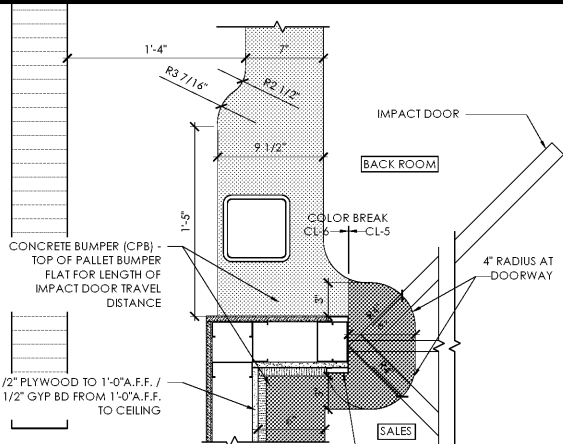 1'-4"
7"
R3 7/16"
R2 1/2"
IMPACT DOOR
9 1/2"
BACK ROOM
1'-5"
COLOR BREAK
CL-6
CL-5
CONCRETE BUMPER (CPB) -
TOP OF PALLET BUMPER
FLAT FOR LENGTH OF
IMPACT DOOR TRAVEL
DISTANCE
4" RADIUS AT
DOORWAY
3"
/2" PLYWOOD TO 1'-0"A.F.F. /
1/2" GYP BD FROM 1'-0"A.F.F.
TO CEILING
SALES